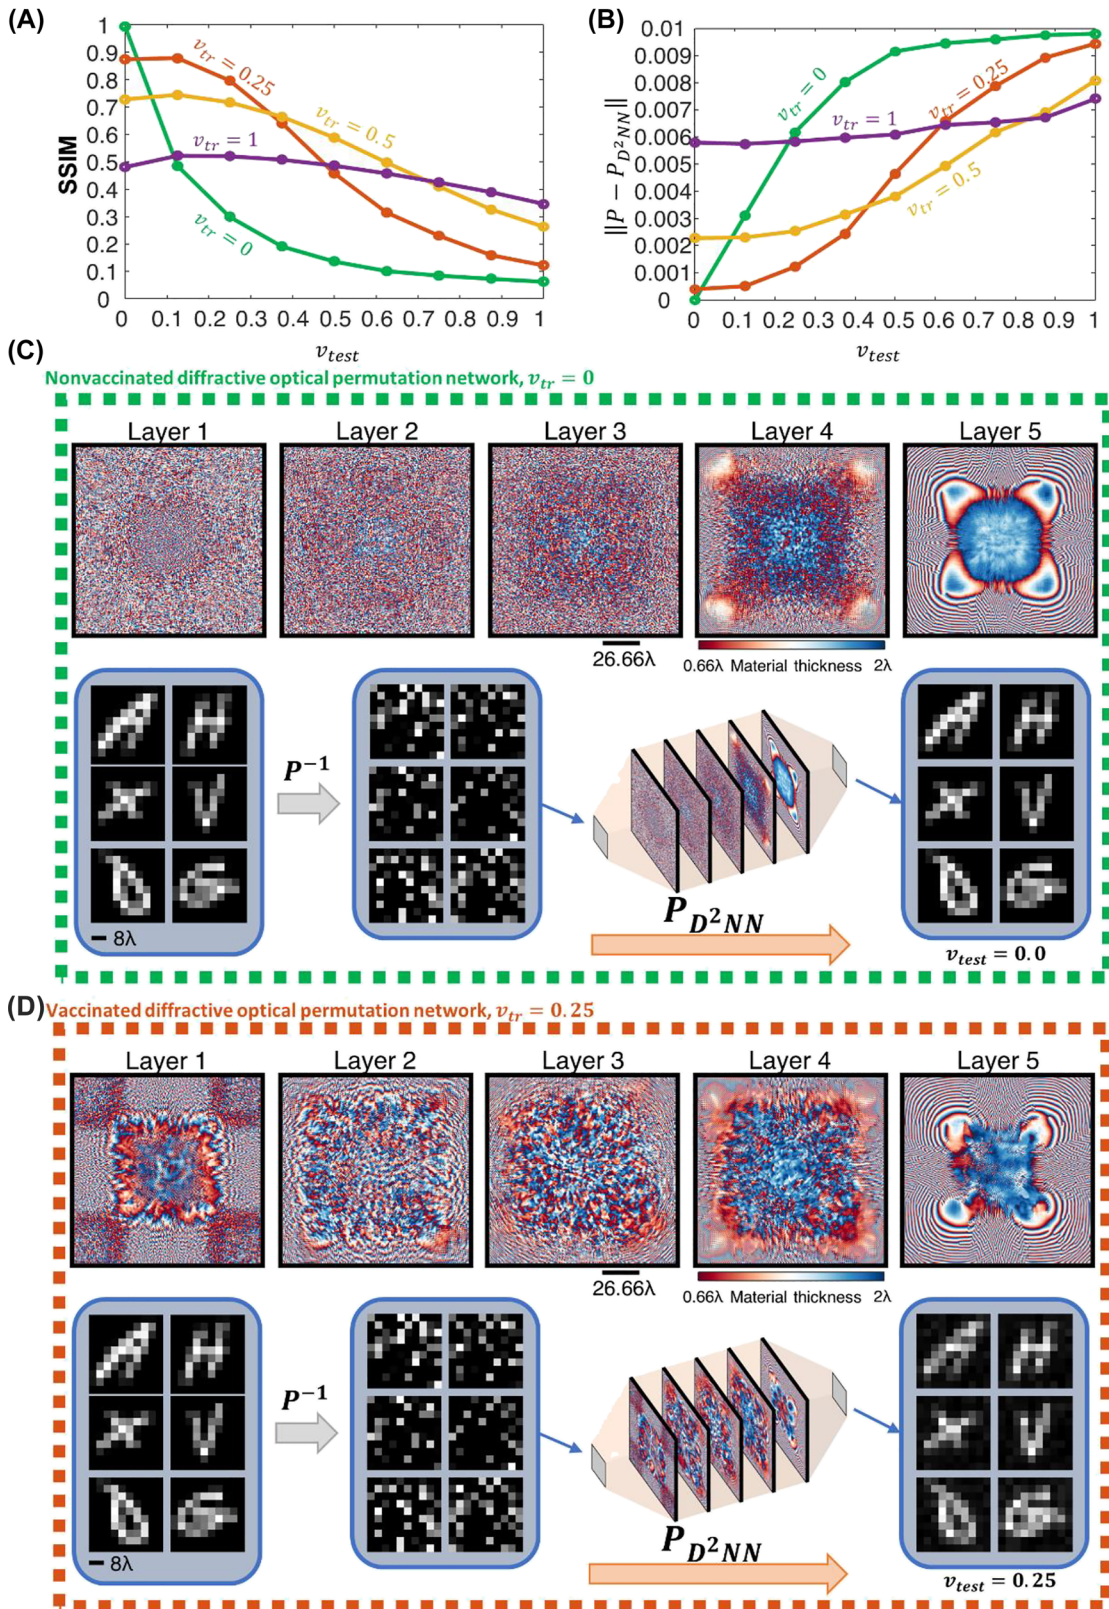 (A)
1
0.9
0.8
0.7
0.6
0.5
0.4
0.3
0.2
0.1
0
SSIM
v_tr = 0.25
v_tr = 0.5
v_tr = 1
v_tr = 0
0 0.1 0.2 0.3 0.4 0.5 0.6 0.7 0.8 0.9 1
v_test
(B)
0.01
0.009
0.008
0.007
0.006
0.005
0.004
0.003
0.002
0.001
0
||P − P_D²NN||
v_tr = 0
v_tr = 0.25
v_tr = 1
v_tr = 0.5
0 0.1 0.2 0.3 0.4 0.5 0.6 0.7 0.8 0.9 1
v_test
(C)
Nonvaccinated diffractive optical permutation network, v_tr = 0
Layer 1 Layer 2 Layer 3 Layer 4 Layer 5
26.66λ
0.66λ Material thickness 2λ
P⁻¹
P_D²NN
8λ
v_test = 0.0
(D)
Vaccinated diffractive optical permutation network, v_tr = 0.25
Layer 1 Layer 2 Layer 3 Layer 4 Layer 5
26.66λ
0.66λ Material thickness 2λ
P⁻¹
P_D²NN
8λ
v_test = 0.25